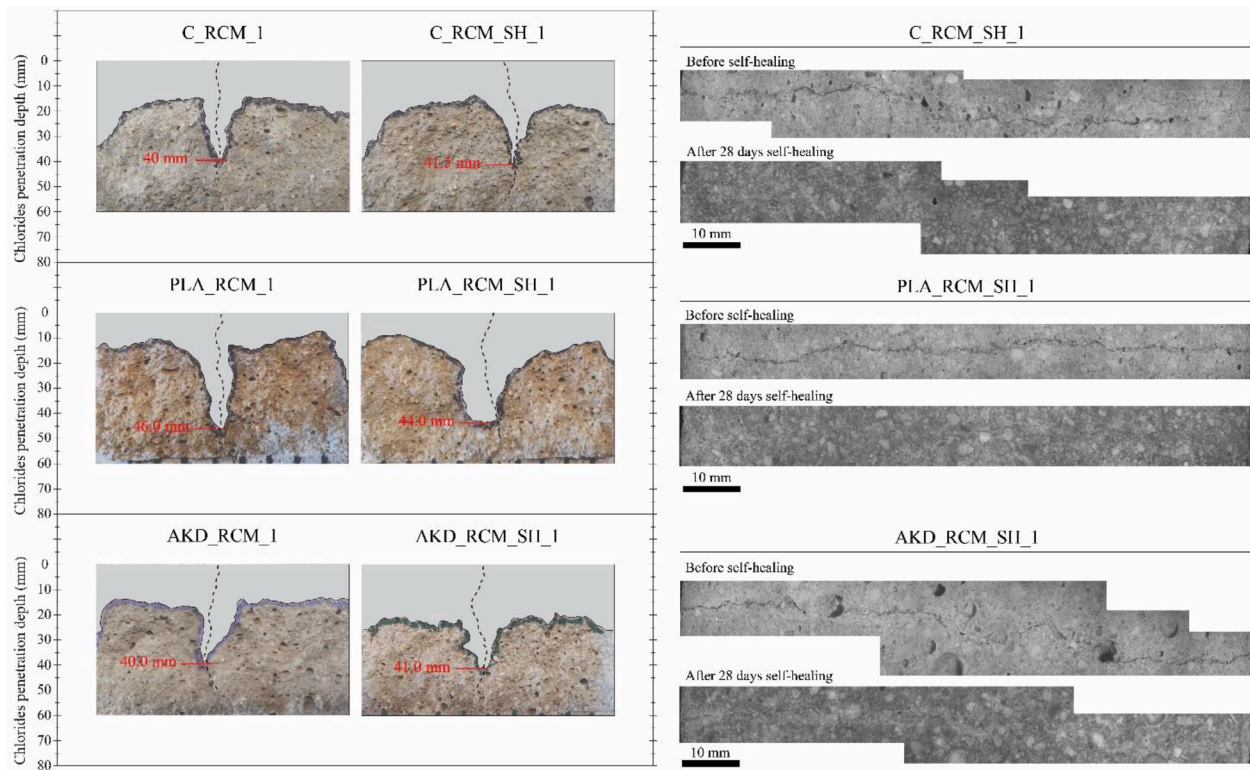 C_RCM_1
C_RCM_SH_1
Chlorides penetration depth (mm)
0
10
20
30
40
50
60
70
80
40 mm
41.5 mm
PLA_RCM_1
PLA_RCM_SH_1
Chlorides penetration depth (mm)
0
10
20
30
40
50
60
70
80
46.0 mm
44.0 mm
AKD_RCM_1
AKD_RCM_SH_1
Chlorides penetration depth (mm)
0
10
20
30
40
50
60
70
80
40.0 mm
41.0 mm
C_RCM_SH_1
Before self-healing
After 28 days self-healing
10 mm
PLA_RCM_SH_1
Before self-healing
After 28 days self-healing
10 mm
AKD_RCM_SH_1
Before self-healing
After 28 days self-healing
10 mm